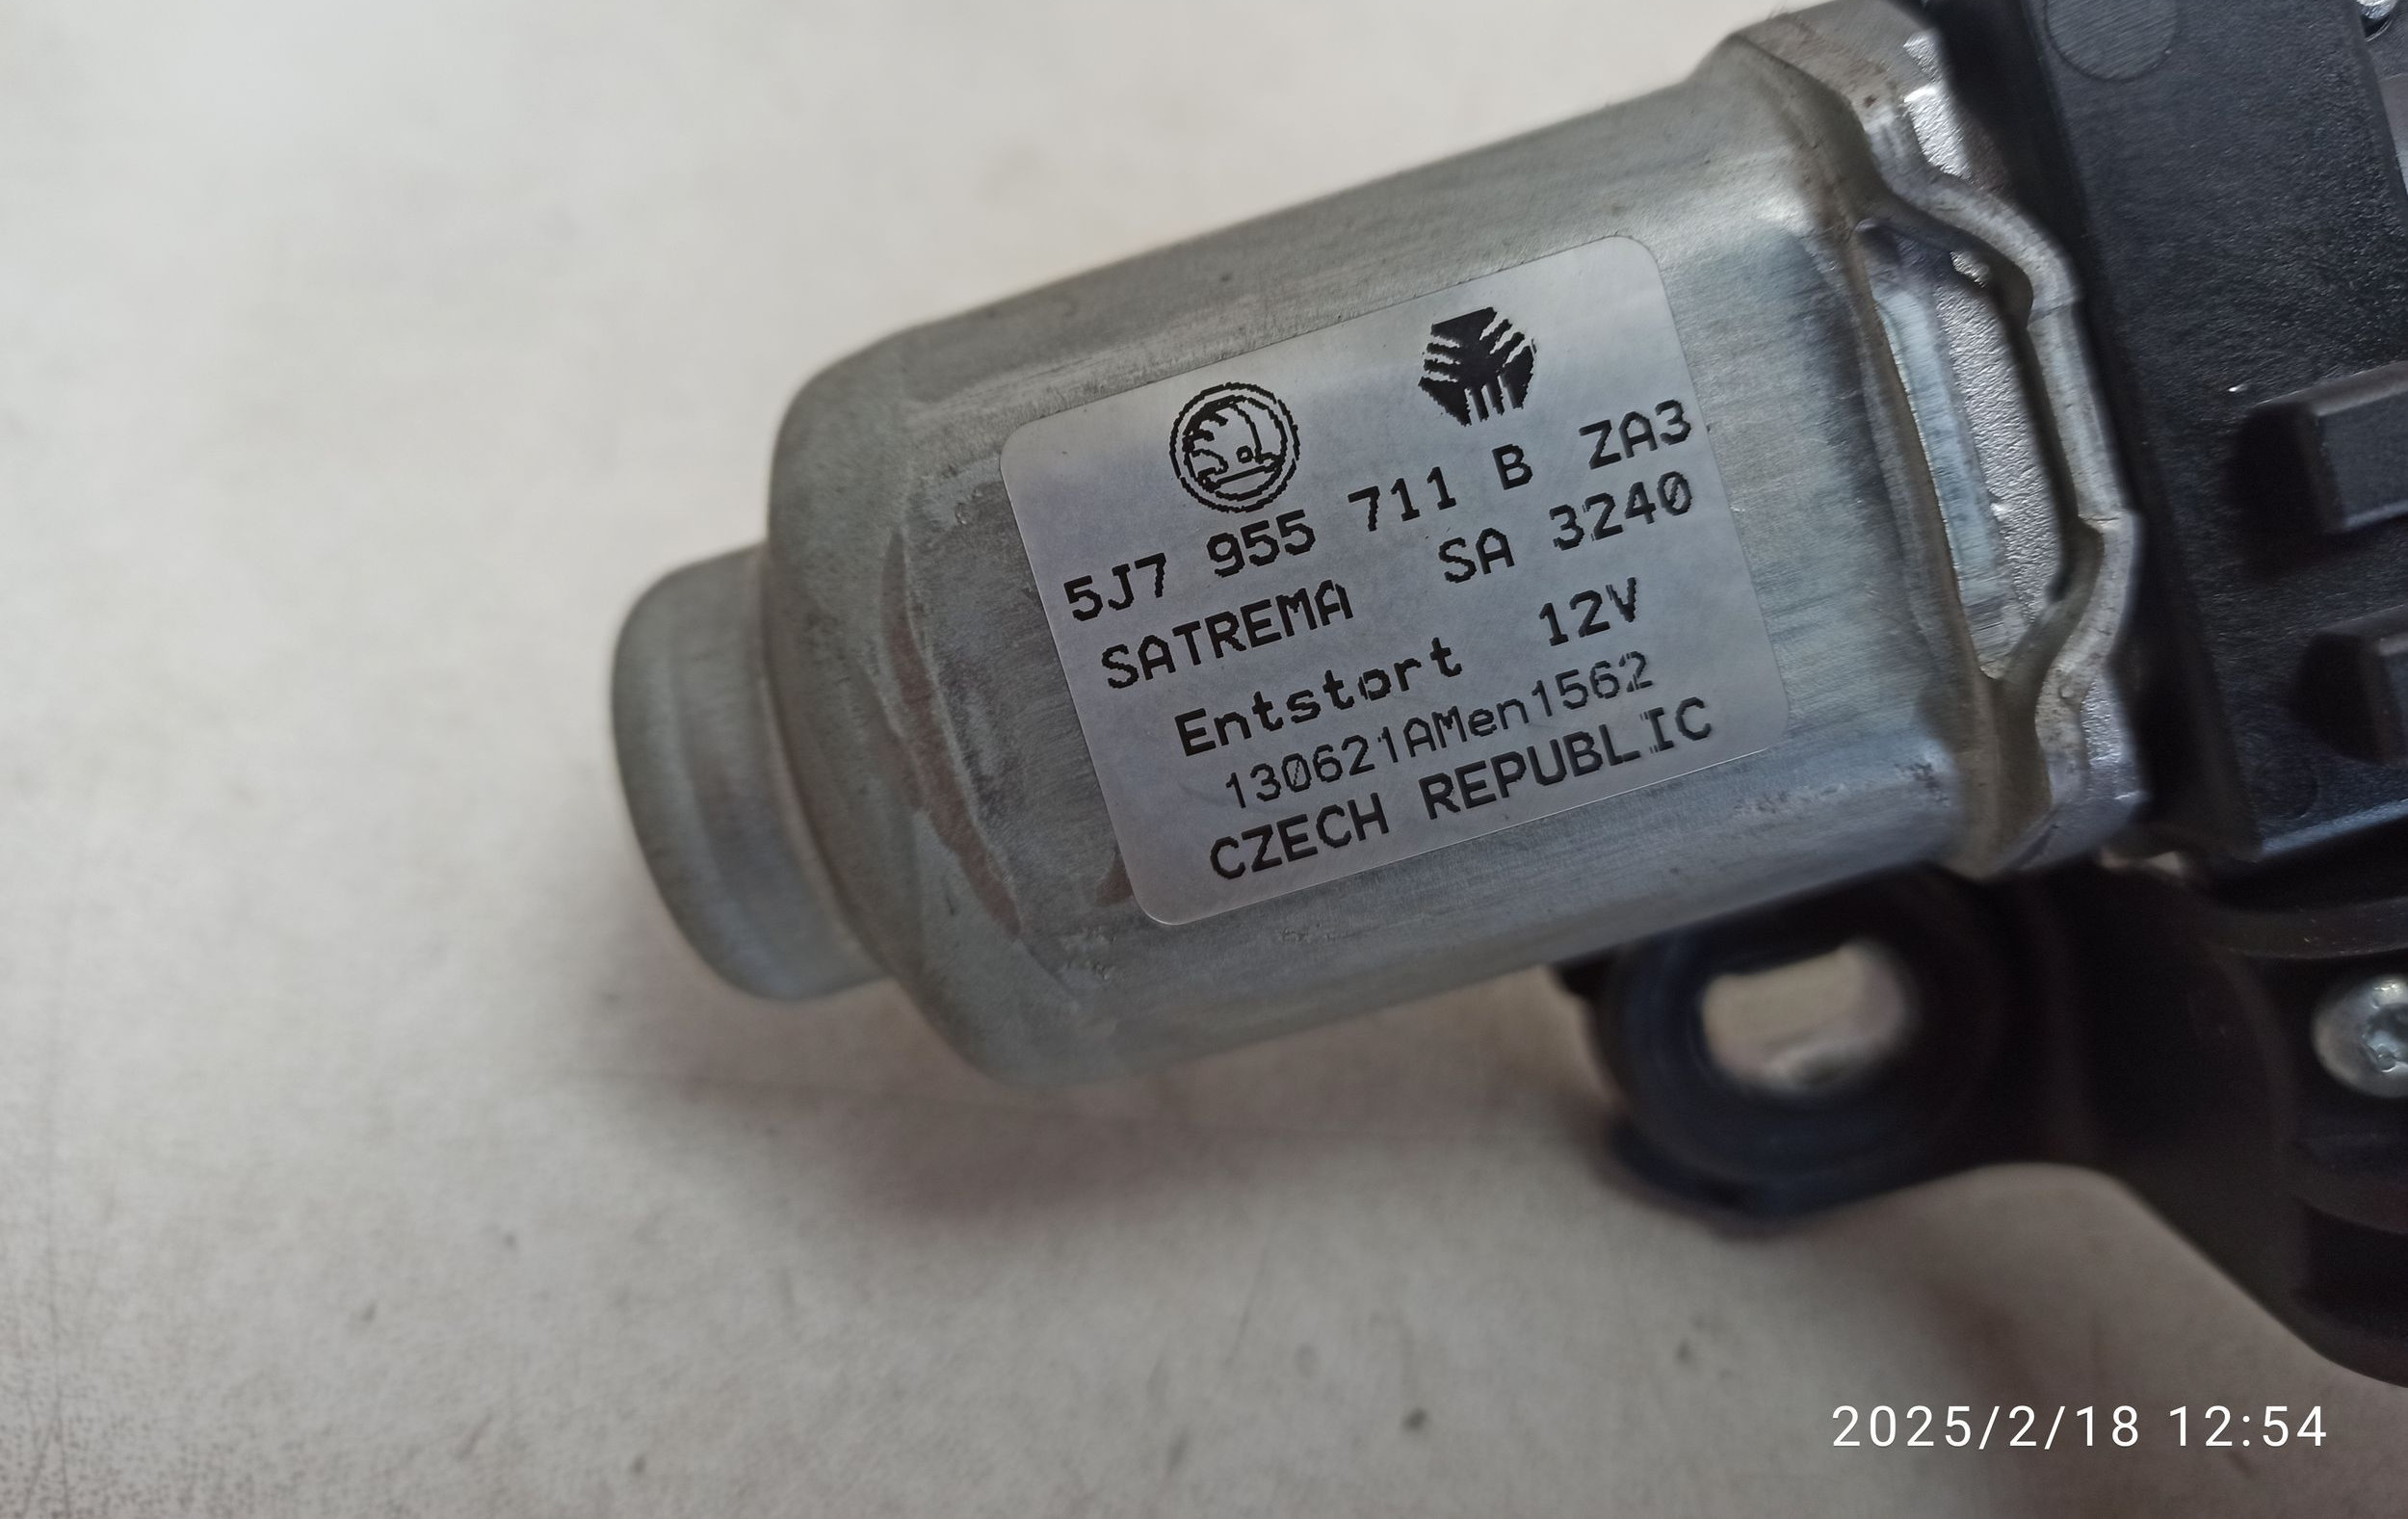 5J7 955 711 B ZA3
SATREMA SA 3240
Entstort 12V
130621AMen1562
CZECH REPUBLIC
2025/2/18 12:54